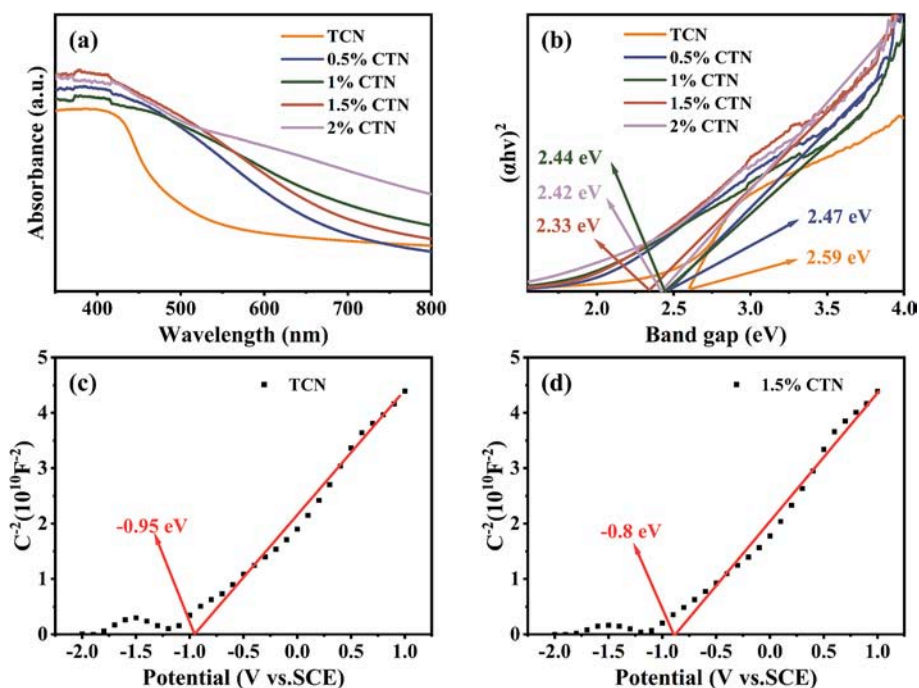 (a)
TCN
0.5% CTN
1% CTN
1.5% CTN
2% CTN
Absorbance (a.u.)
400 500 600 700 800
Wavelength (nm)
(b)
TCN
0.5% CTN
1% CTN
1.5% CTN
2% CTN
(αhν)²
2.44 eV
2.42 eV
2.33 eV
2.47 eV
2.59 eV
2.0 2.5 3.0 3.5 4.0
Band gap (eV)
(c)
TCN
C⁻²(10¹⁰F⁻²)
5
4
3
2
1
0
-0.95 eV
-2.0 -1.5 -1.0 -0.5 0.0 0.5 1.0
Potential (V vs.SCE)
(d)
1.5% CTN
C⁻²(10¹⁰F⁻²)
5
4
3
2
1
0
-0.8 eV
-2.0 -1.5 -1.0 -0.5 0.0 0.5 1.0
Potential (V vs.SCE)